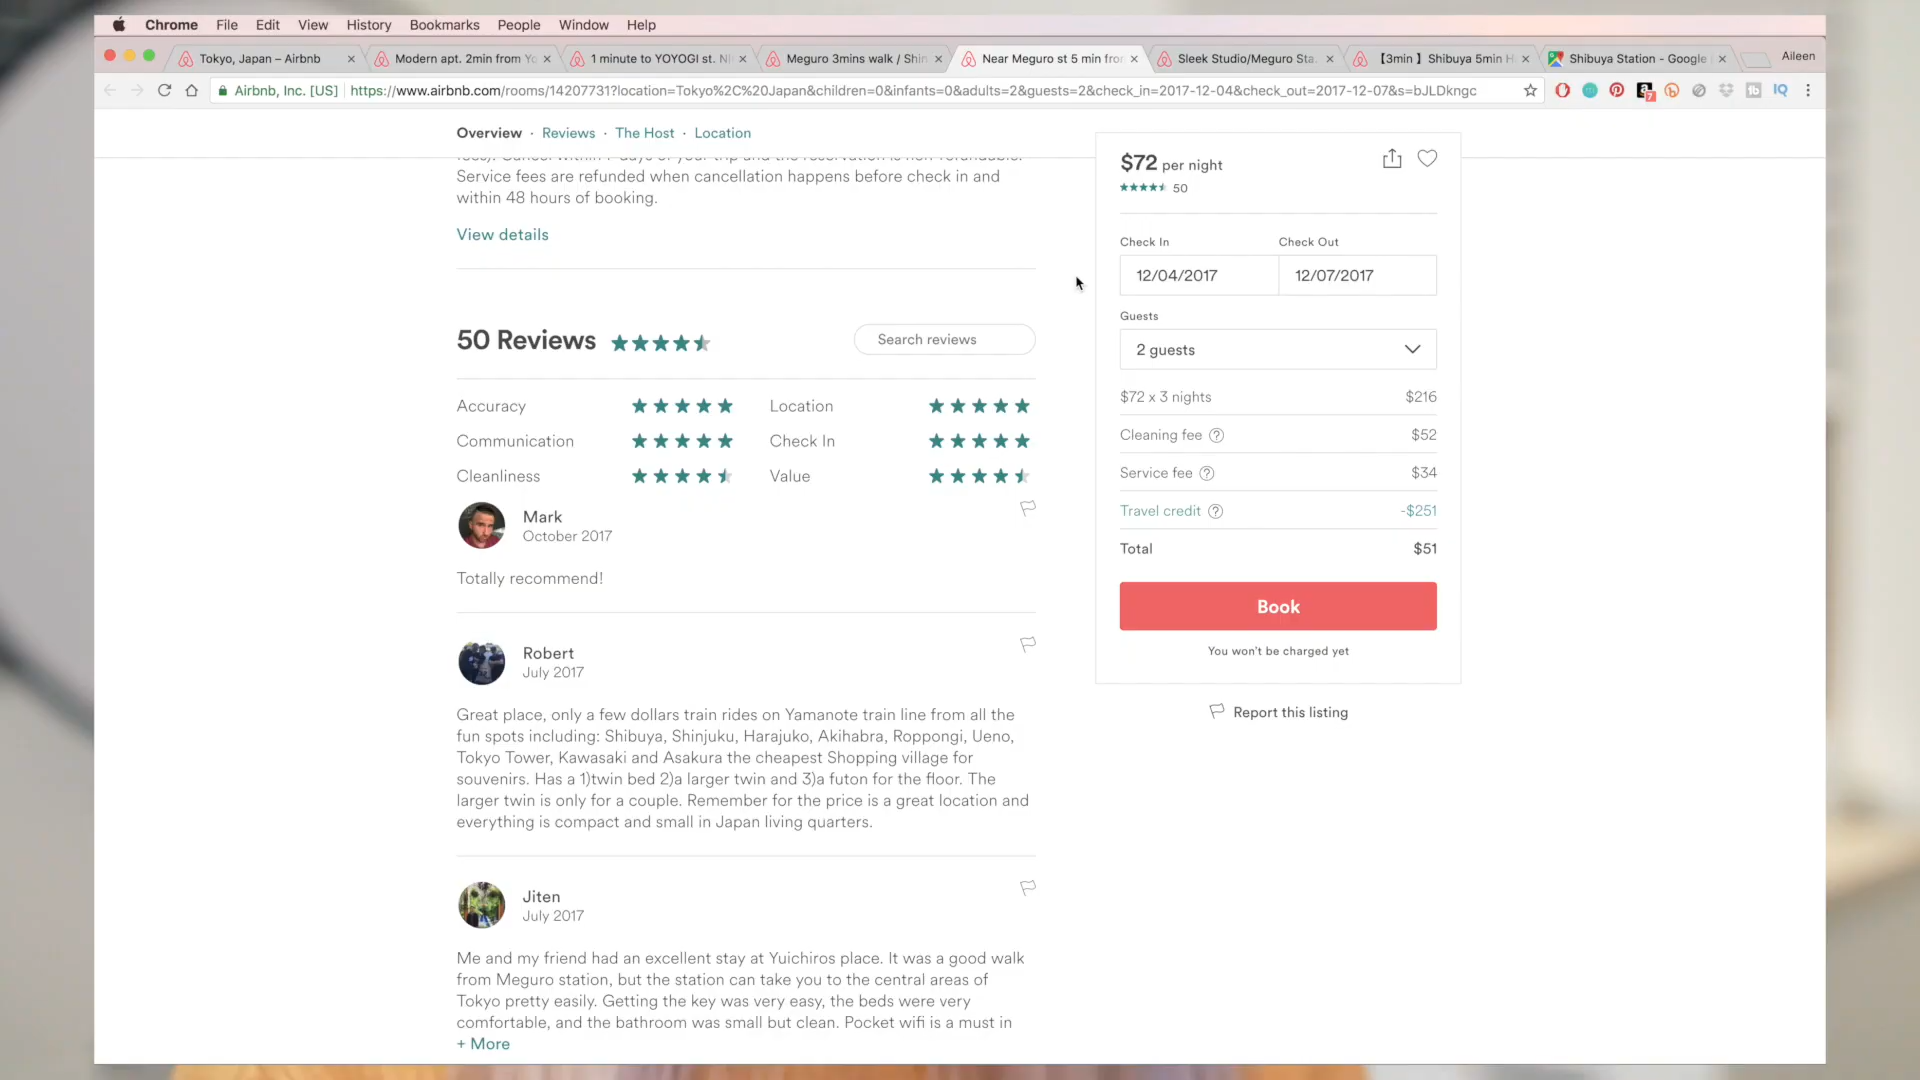 Chrome File Edit View History Bookmarks People Window Help
Tokyo, Japan – Airbnb
Modern apt. 2min from Yo
1 minute to YOYOGI st. N
Meguro 3mins walk / Shin
Near Meguro st 5 min from
Sleek Studio/Meguro Sta.
【3min 】Shibuya 5min H
Shibuya Station - Google
Aileen
Airbnb, Inc. [US] https://www.airbnb.com/rooms/14207731?location=Tokyo%2C%20Japan&children=0&infants=0&adults=2&guests=2&check_in=2017-12-04&check_out=2017-12-07&s=bJLDkngc
Overview · Reviews · The Host · Location
Service fees are refunded when cancellation happens before check in and
within 48 hours of booking.
View details
50 Reviews
Search reviews
Accuracy
Location
Communication
Check In
Cleanliness
Value
Mark
October 2017
Totally recommend!
Robert
July 2017
Great place, only a few dollars train rides on Yamanote train line from all the
fun spots including: Shibuya, Shinjuku, Harajuko, Akihabra, Roppongi, Ueno,
Tokyo Tower, Kawasaki and Asakura the cheapest Shopping village for
souvenirs. Has a 1)twin bed 2)a larger twin and 3)a futon for the floor. The
larger twin is only for a couple. Remember for the price is a great location and
everything is compact and small in Japan living quarters.
Jiten
July 2017
Me and my friend had an excellent stay at Yuichiros place. It was a good walk
from Meguro station, but the station can take you to the central areas of
Tokyo pretty easily. Getting the key was very easy, the beds were very
comfortable, and the bathroom was small but clean. Pocket wifi is a must in
+ More
$72 per night
50
Check In
Check Out
12/04/2017
12/07/2017
Guests
2 guests
$72 x 3 nights $216
Cleaning fee $52
Service fee $34
Travel credit -$251
Total $51
Book
You won't be charged yet
Report this listing